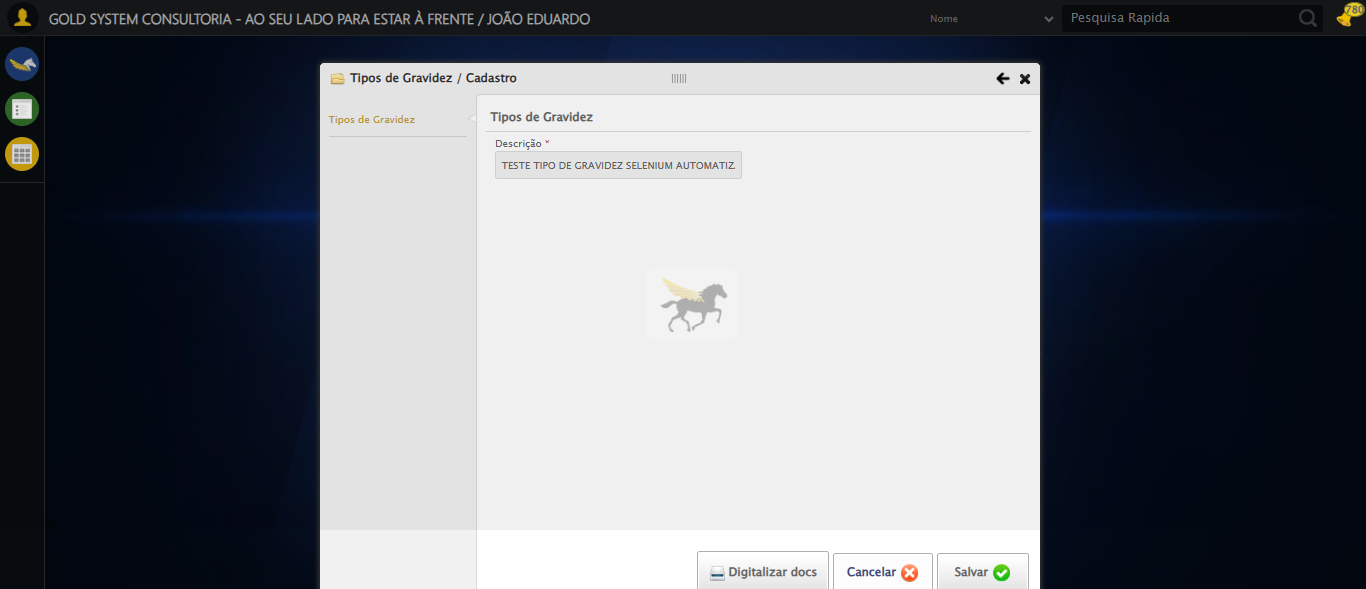 GOLD SYSTEM CONSULTORIA - AO SEU LADO PARA ESTAR À FRENTE / JOÃO EDUARDO
Nome
Pesquisa Rapida
780
Tipos de Gravidez / Cadastro
Tipos de Gravidez
Tipos de Gravidez
Descrição *
TESTE TIPO DE GRAVIDEZ SELENIUM AUTOMATIZ
Digitalizar docs
Cancelar
Salvar